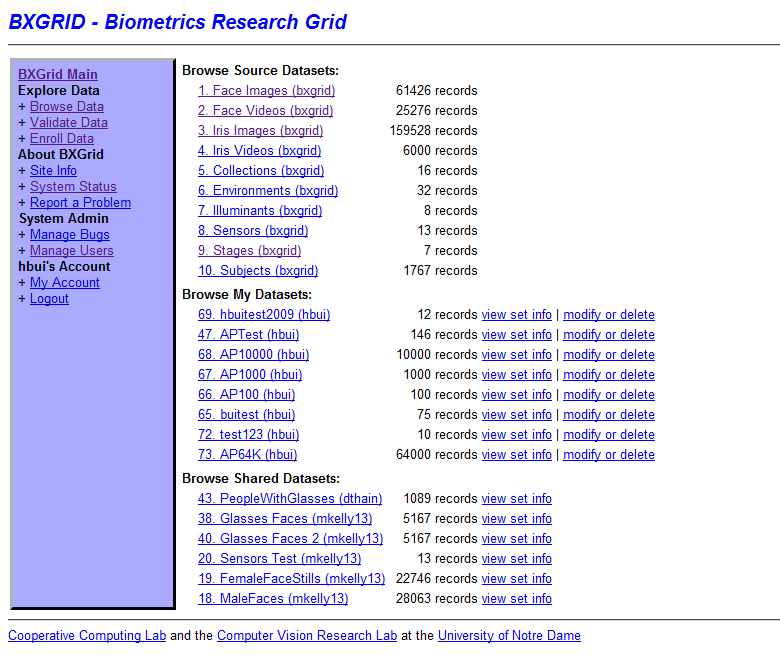 BXGRID - Biometrics Research Grid
BXGrid Main
Explore Data
+ Browse Data
+ Validate Data
+ Enroll Data
About BXGrid
+ Site Info
+ System Status
+ Report a Problem
System Admin
+ Manage Bugs
+ Manage Users
hbui's Account
+ My Account
+ Logout
Browse Source Datasets:
1. Face Images (bxgrid) 61426 records
2. Face Videos (bxgrid) 25276 records
3. Iris Images (bxgrid) 159528 records
4. Iris Videos (bxgrid) 6000 records
5. Collections (bxgrid) 16 records
6. Environments (bxgrid) 32 records
7. Illuminants (bxgrid) 8 records
8. Sensors (bxgrid) 13 records
9. Stages (bxgrid) 7 records
10. Subjects (bxgrid) 1767 records
Browse My Datasets:
69. hbuitest2009 (hbui) 12 records view set info | modify or delete
47. APTest (hbui) 146 records view set info | modify or delete
68. AP10000 (hbui) 10000 records view set info | modify or delete
67. AP1000 (hbui) 1000 records view set info | modify or delete
66. AP100 (hbui) 100 records view set info | modify or delete
65. buitest (hbui) 75 records view set info | modify or delete
72. test123 (hbui) 10 records view set info | modify or delete
73. AP64K (hbui) 64000 records view set info | modify or delete
Browse Shared Datasets:
43. PeopleWithGlasses (dthain) 1089 records view set info
38. Glasses Faces (mkelly13) 5167 records view set info
40. Glasses Faces 2 (mkelly13) 5167 records view set info
20. Sensors Test (mkelly13) 13 records view set info
19. FemaleFaceStills (mkelly13) 22746 records view set info
18. MaleFaces (mkelly13) 28063 records view set info
Cooperative Computing Lab and the Computer Vision Research Lab at the University of Notre Dame